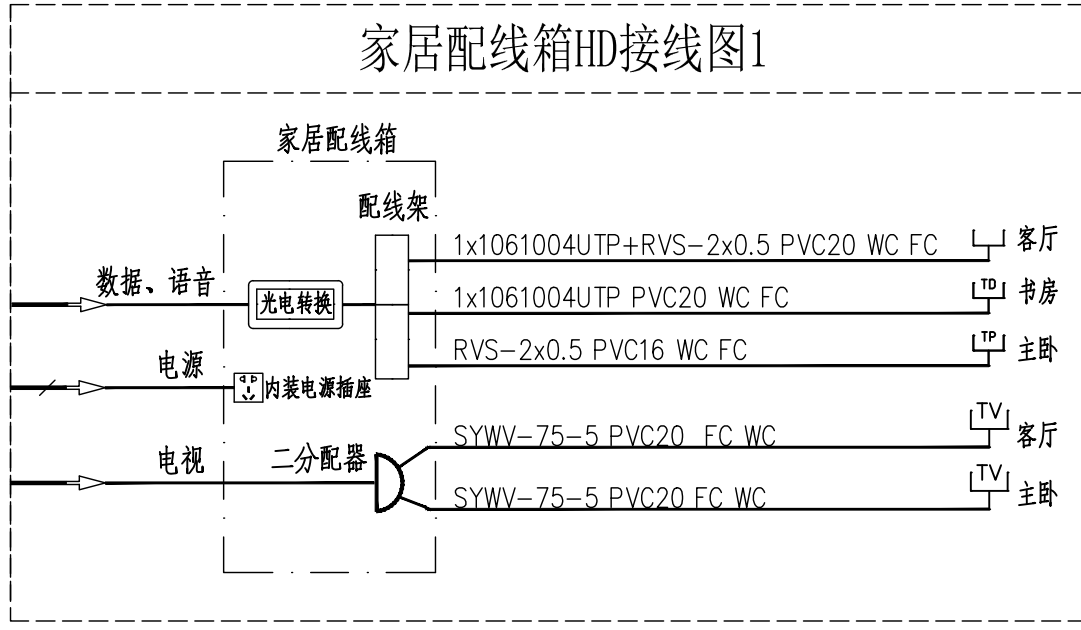 家居配线箱HD接线图1
家居配线箱
配线架
1x1061004UTP+RVS-2x0.5 PVC20 WC FC
客厅
数据、语音
光电转换
1x1061004UTP PVC20 WC FC
TD
书房
RVS-2x0.5 PVC16 WC FC
TP
主卧
电源
内装电源插座
SYWV-75-5 PVC20 FC WC
TV
客厅
电视
二分配器
SYWV-75-5 PVC20 FC WC
TV
主卧